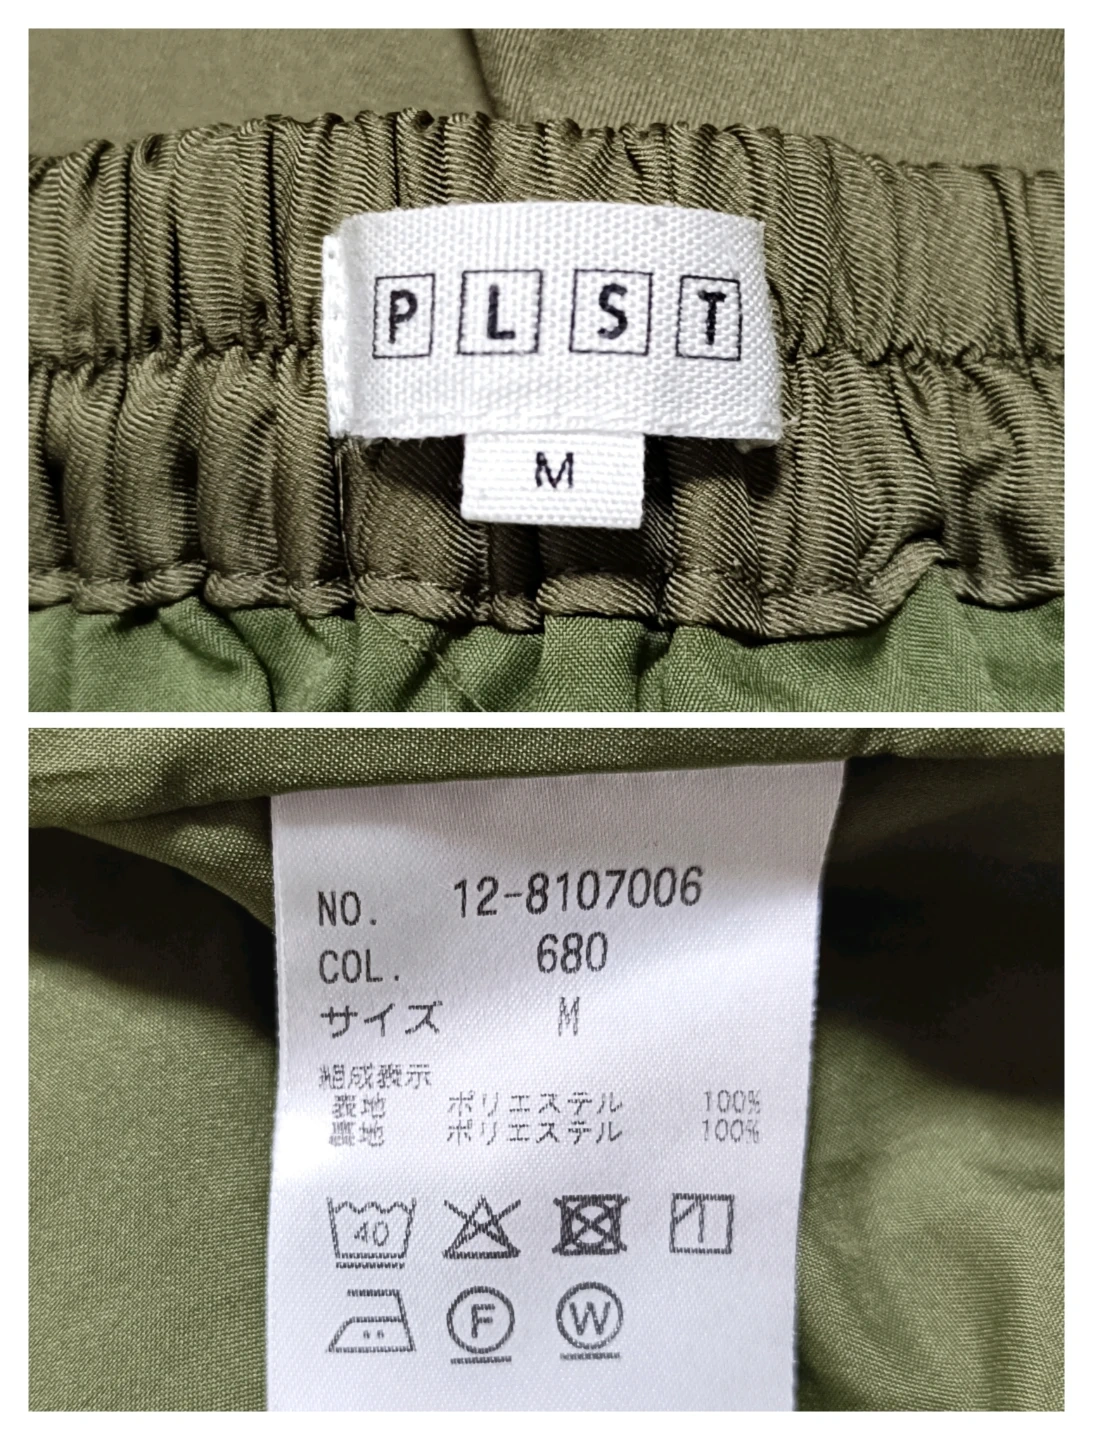 PLST
M
NO. 12-8107006
COL. 680
サイズ M
組成表示
表地 ポリエステル 100%
裏地 ポリエステル 100%
40
F W